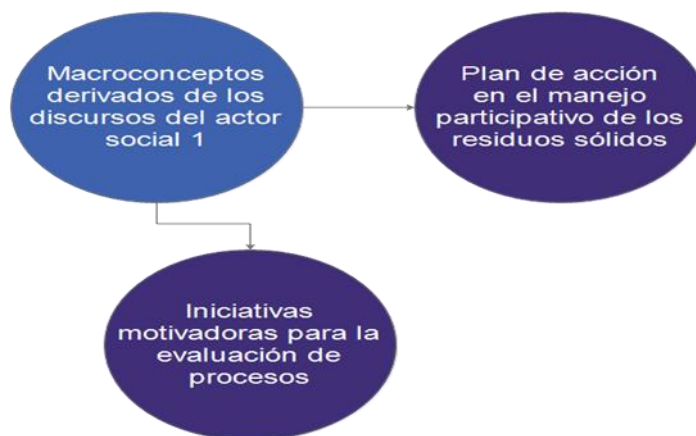 Macroconceptos
derivados de los
discursos del actor
social 1
Plan de acción
en el manejo
participativo de los
residuos sólidos
Iniciativas
motivadoras para la
evaluación de
procesos